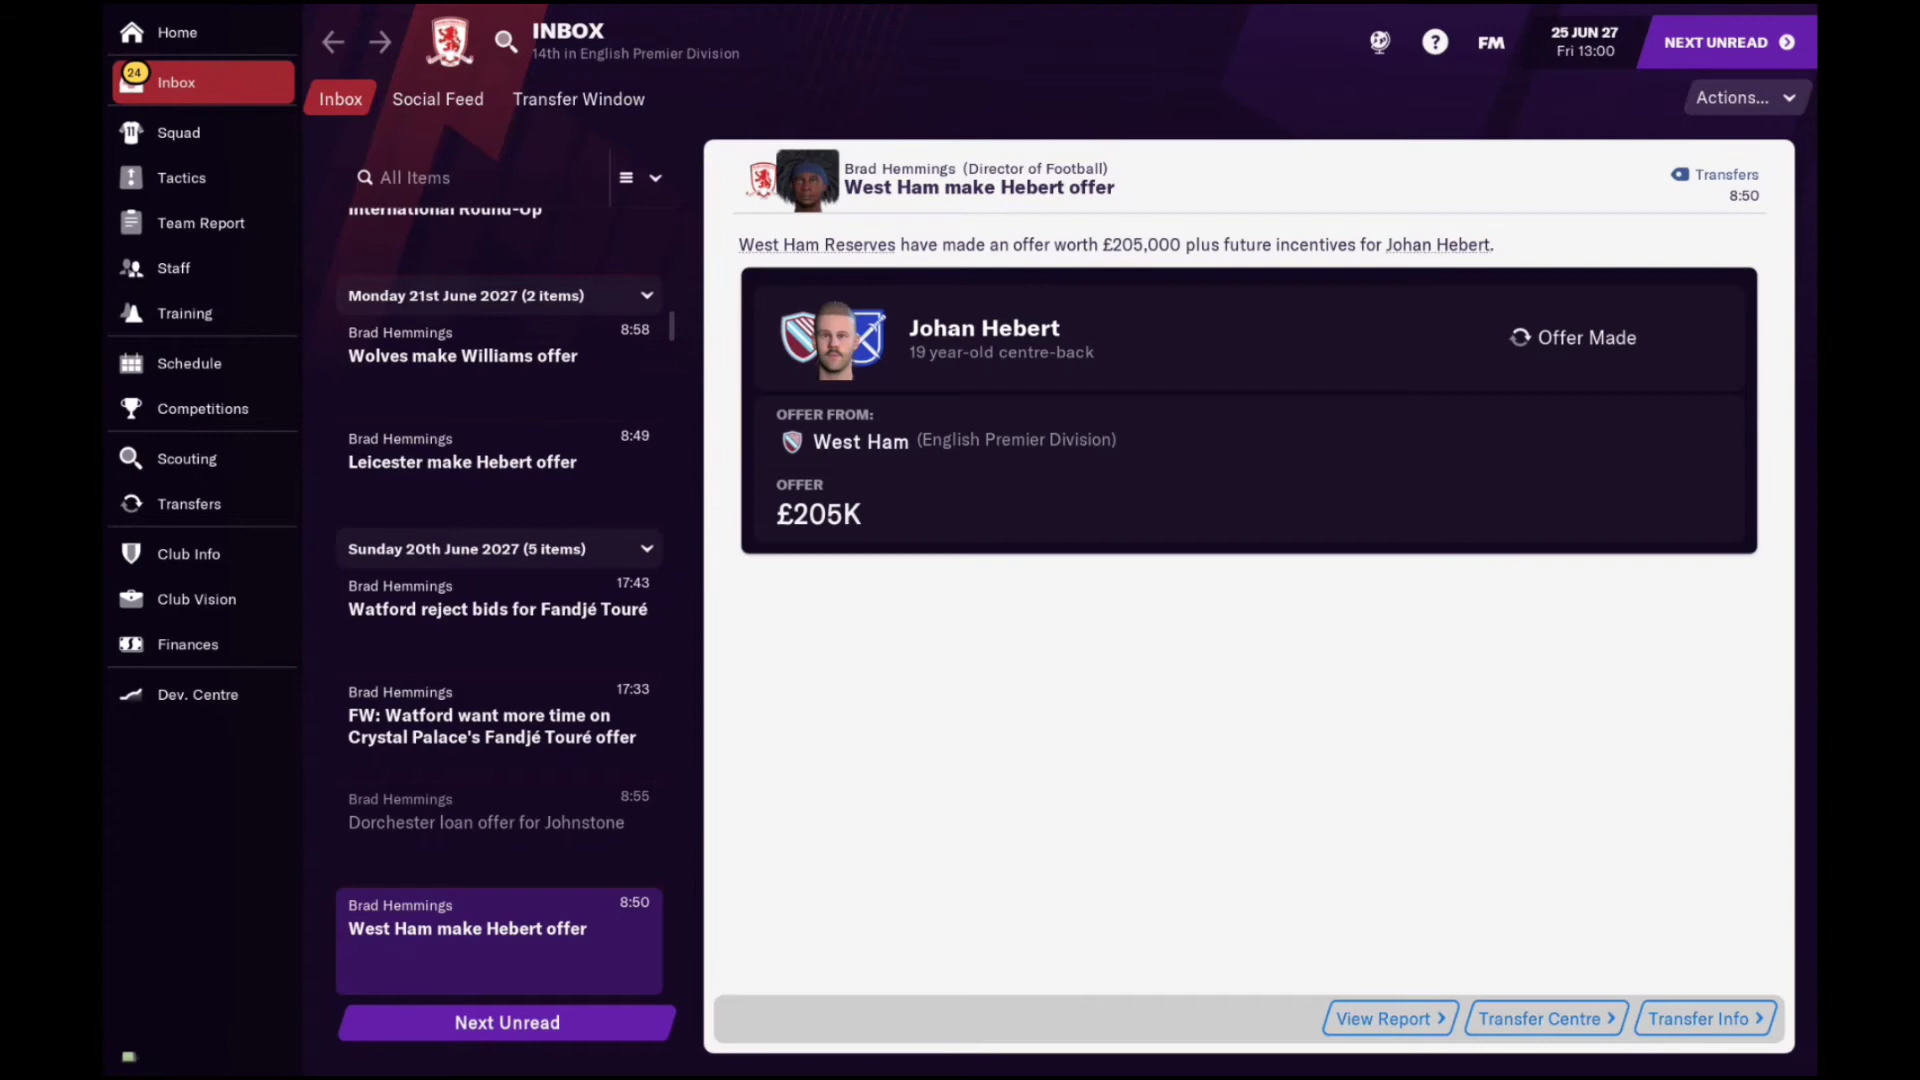 Home
24
Inbox
Squad
Tactics
Team Report
Staff
Training
Schedule
Competitions
Scouting
Transfers
Club Info
Club Vision
Finances
Dev. Centre
INBOX
14th in English Premier Division
FM
25 JUN 27
Fri 13:00
NEXT UNREAD
Inbox
Social Feed
Transfer Window
Actions...
All Items
International Round-Up
Monday 21st June 2027 (2 items)
Brad Hemmings
8:58
Wolves make Williams offer
Brad Hemmings
8:49
Leicester make Hebert offer
Sunday 20th June 2027 (5 items)
Brad Hemmings
17:43
Watford reject bids for Fandjé Touré
Brad Hemmings
17:33
FW: Watford want more time on
Crystal Palace's Fandjé Touré offer
Brad Hemmings
8:55
Dorchester loan offer for Johnstone
Brad Hemmings
8:50
West Ham make Hebert offer
Next Unread
Brad Hemmings (Director of Football)
West Ham make Hebert offer
Transfers
8:50
West Ham Reserves have made an offer worth £205,000 plus future incentives for Johan Hebert.
Johan Hebert
19 year-old centre-back
Offer Made
OFFER FROM:
West Ham (English Premier Division)
OFFER
£205K
View Report
Transfer Centre
Transfer Info